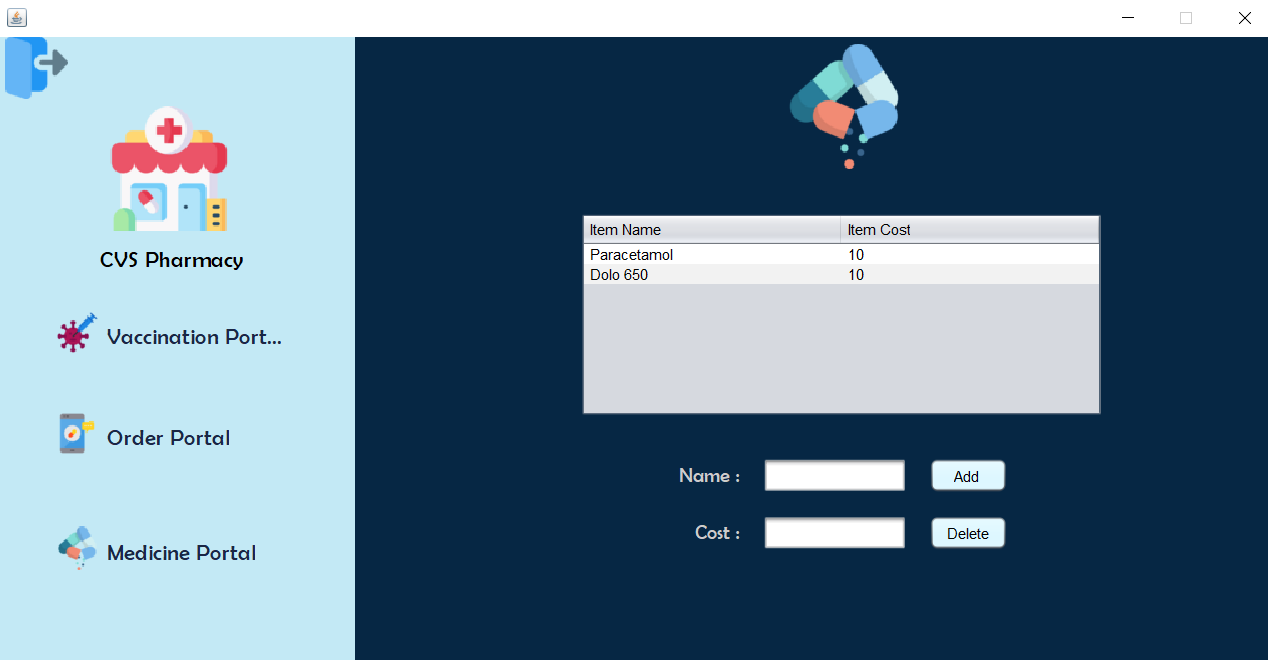 CVS Pharmacy
Vaccination Port...
Order Portal
Medicine Portal
Item Name Item Cost
Paracetamol 10
Dolo 650 10
Name : Add
Cost : Delete